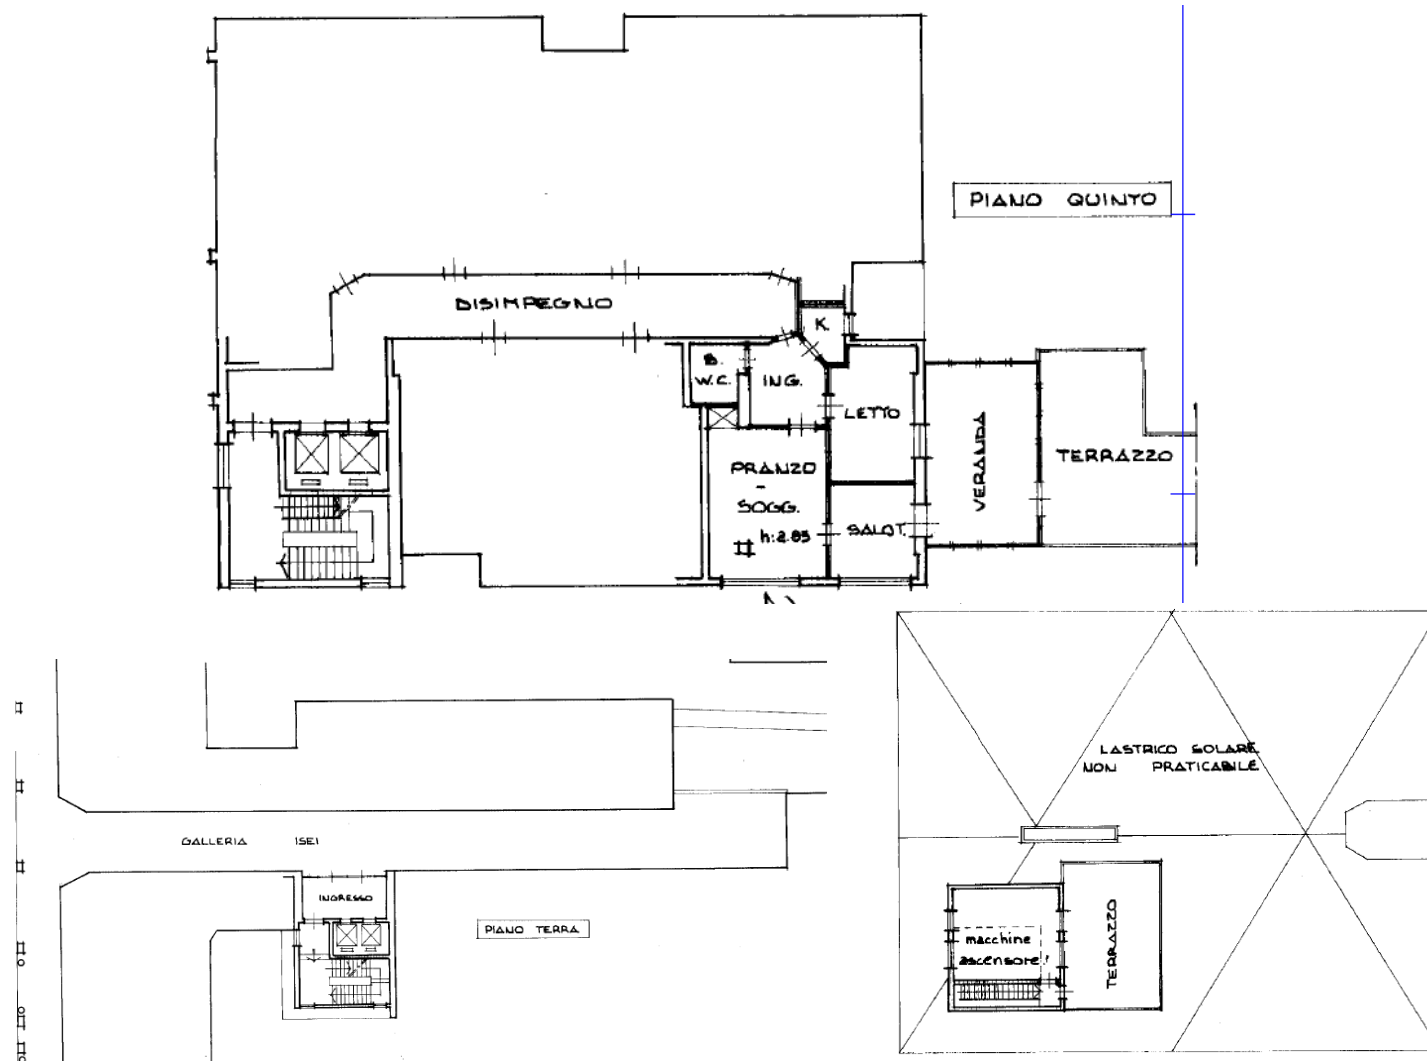 PIANO QUINTO
DISIMPEGNO
K.
B.
W.C.
ING.
LETTO
VERANDA
TERRAZZO
PRANZO
-
SOGG.
h:2.85
SALOT.
LASTRICO SOLARE
NON PRATICABILE
GALLERIA ISEI
INGRESSO
PIANO TERRA
macchine
ascensore
TERRAZZO